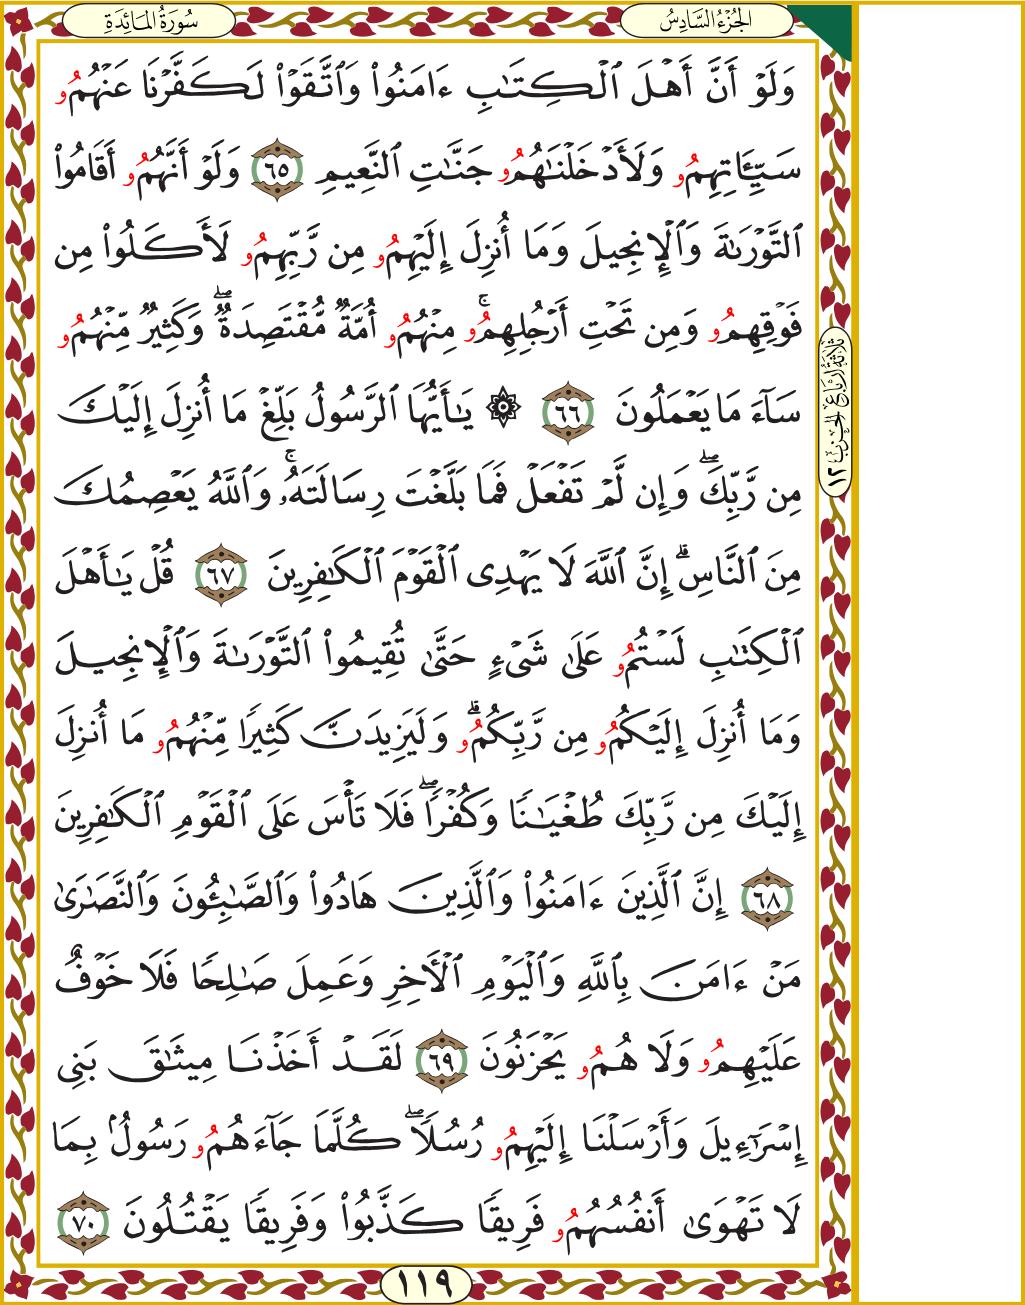 الجُزْءُ السَّادِسُ
سُورَةُ المَائِدَةِ
وَلَوْ أَنَّ أَهْلَ ٱلْكِتَٰبِ ءَامَنُواْ وَٱتَّقَوْاْ لَكَفَّرْنَا عَنْهُمُو
سَيِّـَٔاتِهِمُو وَلَأَدْخَلْنَٰهُمُو جَنَّٰتِ ٱلنَّعِيمِ ٦٥ وَلَوْ أَنَّهُمُو أَقَامُواْ
ٱلتَّوْرَىٰةَ وَٱلْإِنجِيلَ وَمَا أُنزِلَ إِلَيْهِمُو مِن رَّبِّهِمُو لَأَكَلُواْ مِن
فَوْقِهِمُو وَمِن تَحْتِ أَرْجُلِهِمُوۚ مِنْهُمُو أُمَّةٌ مُّقْتَصِدَةٌۖ وَكَثِيرٌ مِّنْهُمُو
سَآءَ مَا يَعْمَلُونَ ٦٦ ۞ يَٰأَيُّهَا ٱلرَّسُولُ بَلِّغْ مَا أُنزِلَ إِلَيْكَ
مِن رَّبِّكَۖ وَإِن لَّمْ تَفْعَلْ فَمَا بَلَّغْتَ رِسَالَتَهُۥۚ وَٱللَّهُ يَعْصِمُكَ
مِنَ ٱلنَّاسِۗ إِنَّ ٱللَّهَ لَا يَهْدِى ٱلْقَوْمَ ٱلْكَٰفِرِينَ ٦٧ قُلْ يَٰأَهْلَ
ٱلْكِتَٰبِ لَسْتُمُو عَلَىٰ شَىْءٍ حَتَّىٰ تُقِيمُواْ ٱلتَّوْرَىٰةَ وَٱلْإِنجِيلَ
وَمَا أُنزِلَ إِلَيْكُمُو مِن رَّبِّكُمُوۗ وَلَيَزِيدَنَّ كَثِيرًا مِّنْهُمُو مَا أُنزِلَ
إِلَيْكَ مِن رَّبِّكَ طُغْيَٰنًا وَكُفْرًاۖ فَلَا تَأْسَ عَلَى ٱلْقَوْمِ ٱلْكَٰفِرِينَ
٦٨ إِنَّ ٱلَّذِينَ ءَامَنُواْ وَٱلَّذِينَ هَادُواْ وَٱلصَّٰبِـُٔونَ وَٱلنَّصَٰرَىٰ
مَنْ ءَامَنَ بِٱللَّهِ وَٱلْيَوْمِ ٱلْأَخِرِ وَعَمِلَ صَٰلِحًا فَلَا خَوْفٌ
عَلَيْهِمُو وَلَا هُمُو يَحْزَنُونَ ٦٩ لَقَدْ أَخَذْنَا مِيثَٰقَ بَنِى
إِسْرَٰٓءِيلَ وَأَرْسَلْنَا إِلَيْهِمُو رُسُلًاۖ كُلَّمَا جَآءَهُمُو رَسُولُۢ بِمَا
لَا تَهْوَىٰ أَنفُسُهُمُو فَرِيقًا كَذَّبُواْ وَفَرِيقًا يَقْتُلُونَ ٧٠
ثلاثة أرباع الحزب ١٢
١١٩